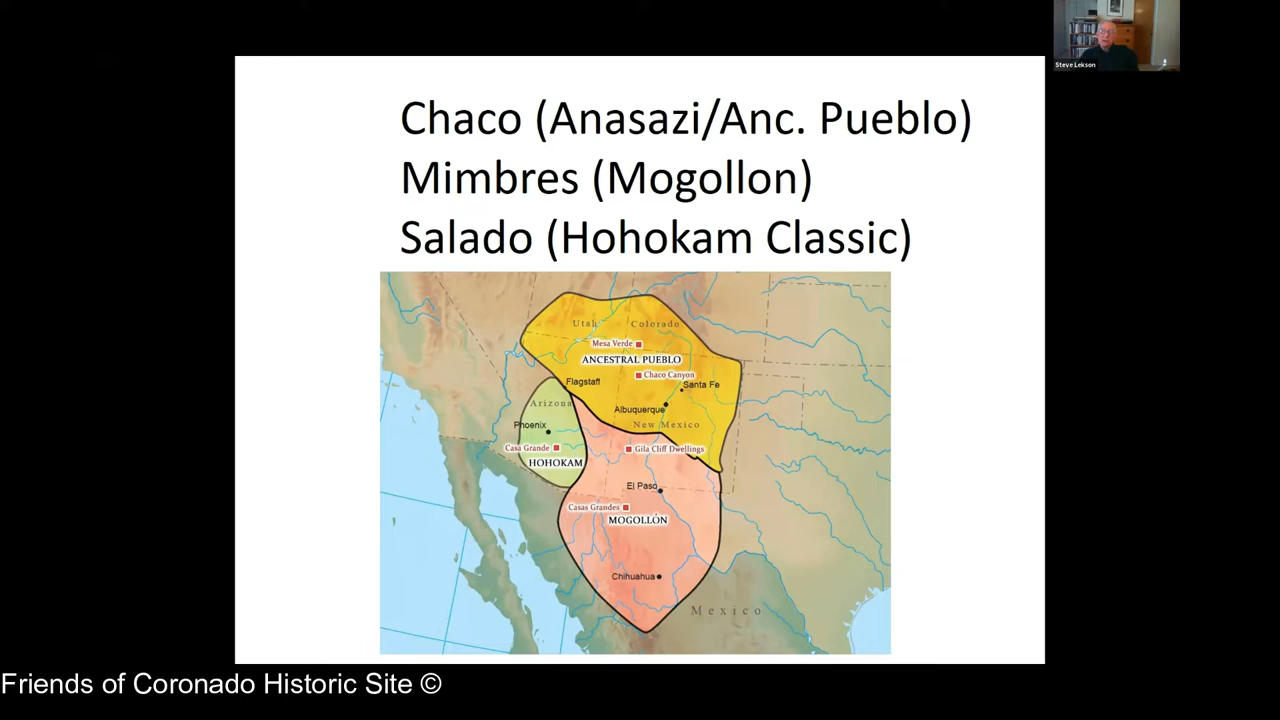 Steve Lekson
Chaco (Anasazi/Anc. Pueblo)
Mimbres (Mogollon)
Salado (Hohokam Classic)
Utah
Colorado
Mesa Verde
ANCESTRAL PUEBLO
Chaco Canyon
Flagstaff
Santa Fe
Arizona
Albuquerque
Phoenix
New Mexico
Casa Grande
Gila Cliff Dwellings
HOHOKAM
El Paso
Casas Grandes
MOGOLLÓN
Chihuahua
Mexico
Friends of Coronado Historic Site ©